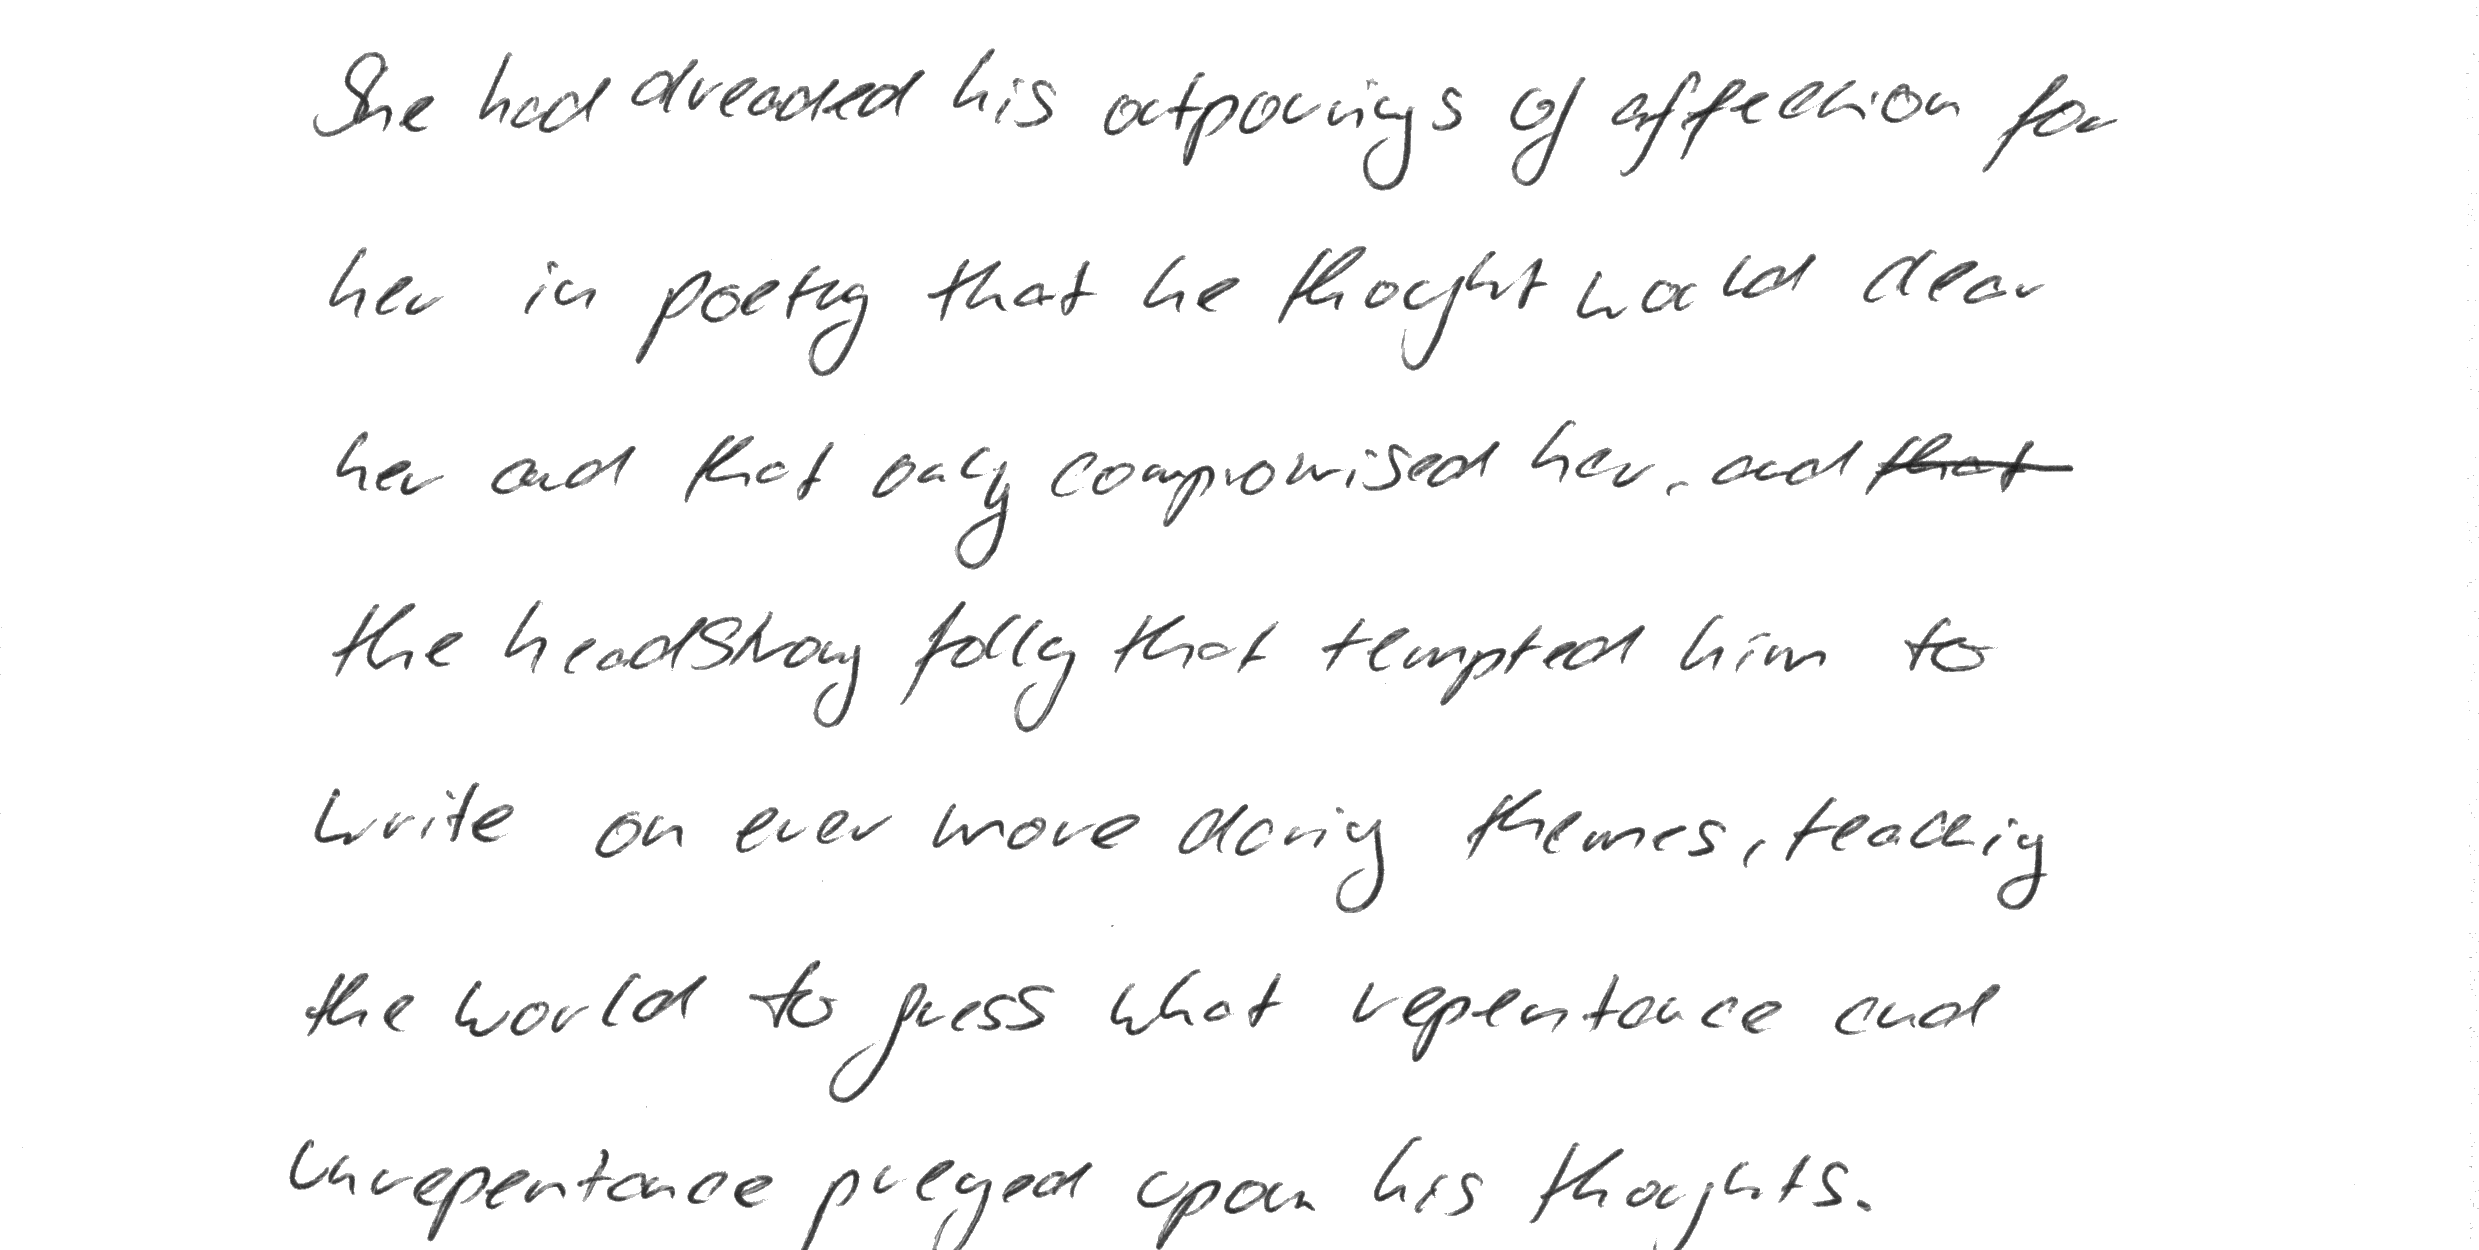 She had dreaded his outpourings of affection for
her in poetry that he thought would clear
her and that only compromised her, and that
the headstrong folly that tempted him to
write on ever more daring themes, teaching
the world to guess what repentance and
unrepentance preyed upon his thoughts.